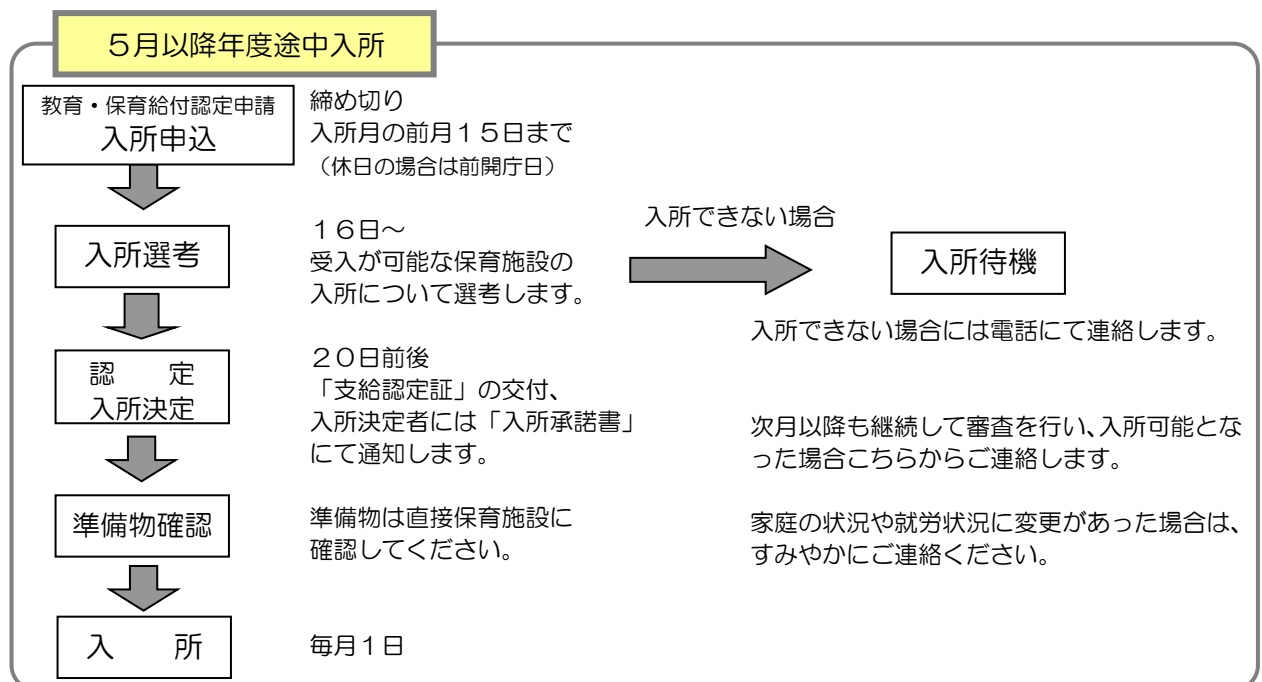 ５月以降年度途中入所
教育・保育給付認定申請
入所申込
締め切り
入所月の前月１５日まで
（休日の場合は前開庁日）
入所選考
１６日～
受入が可能な保育施設の
入所について選考します。
入所できない場合
入所待機
入所できない場合には電話にて連絡します。
認　　定
入所決定
２０日前後
「支給認定証」の交付、
入所決定者には「入所承諾書」
にて通知します。
次月以降も継続して審査を行い、入所可能とな
った場合こちらからご連絡します。
準備物確認
準備物は直接保育施設に
確認してください。
家庭の状況や就労状況に変更があった場合は、
すみやかにご連絡ください。
入　　所
毎月１日